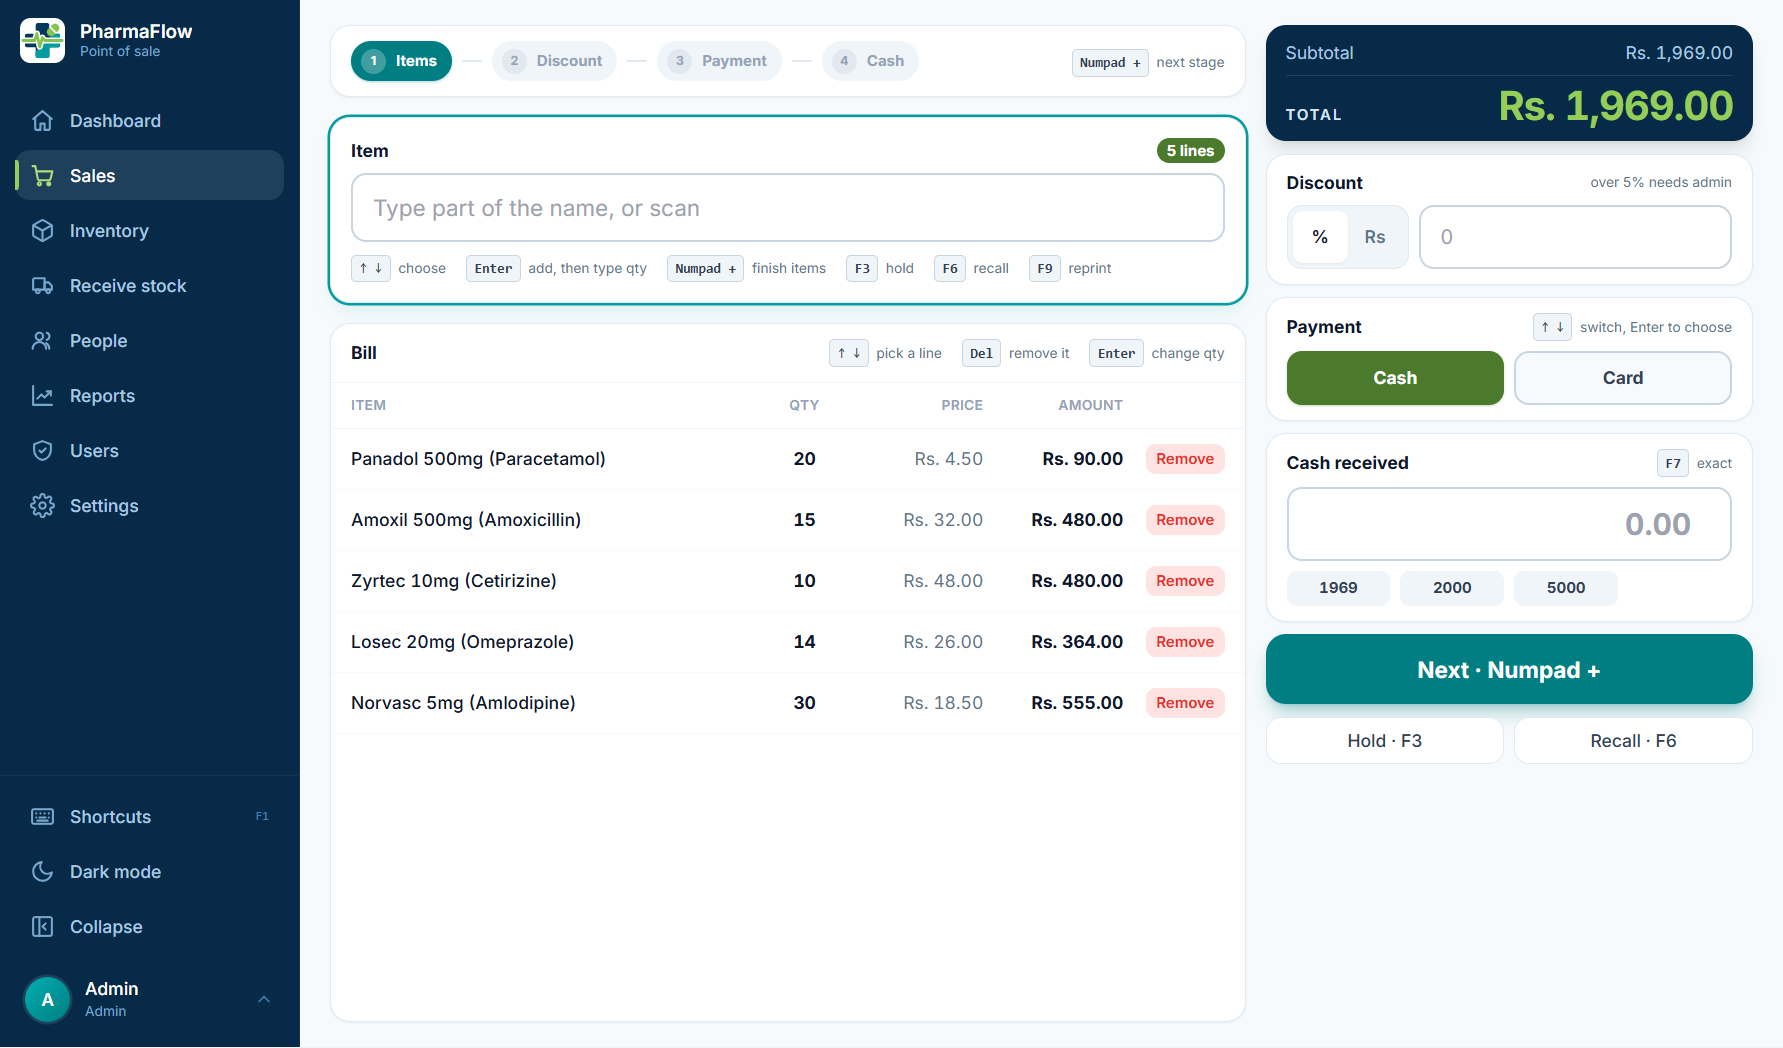 PharmaFlow
Point of sale
Dashboard
Sales
Inventory
Receive stock
People
Reports
Users
Settings
Shortcuts F1
Dark mode
Collapse
A Admin
Admin
1 Items 2 Discount 3 Payment 4 Cash Numpad + next stage
Item 5 lines
Type part of the name, or scan
↑ ↓ choose Enter add, then type qty Numpad + finish items F3 hold F6 recall F9 reprint
Bill ↑ ↓ pick a line Del remove it Enter change qty
ITEM QTY PRICE AMOUNT
Panadol 500mg (Paracetamol) 20 Rs. 4.50 Rs. 90.00 Remove
Amoxil 500mg (Amoxicillin) 15 Rs. 32.00 Rs. 480.00 Remove
Zyrtec 10mg (Cetirizine) 10 Rs. 48.00 Rs. 480.00 Remove
Losec 20mg (Omeprazole) 14 Rs. 26.00 Rs. 364.00 Remove
Norvasc 5mg (Amlodipine) 30 Rs. 18.50 Rs. 555.00 Remove
Subtotal Rs. 1,969.00
TOTAL Rs. 1,969.00
Discount over 5% needs admin
% Rs 0
Payment ↑ ↓ switch, Enter to choose
Cash Card
Cash received F7 exact
0.00
1969 2000 5000
Next · Numpad +
Hold · F3 Recall · F6